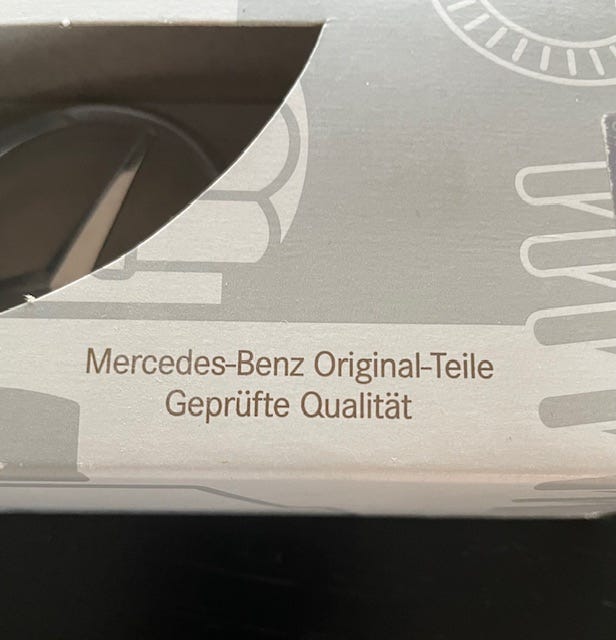 Mercedes-Benz Original-Teile
Geprüfte Qualität